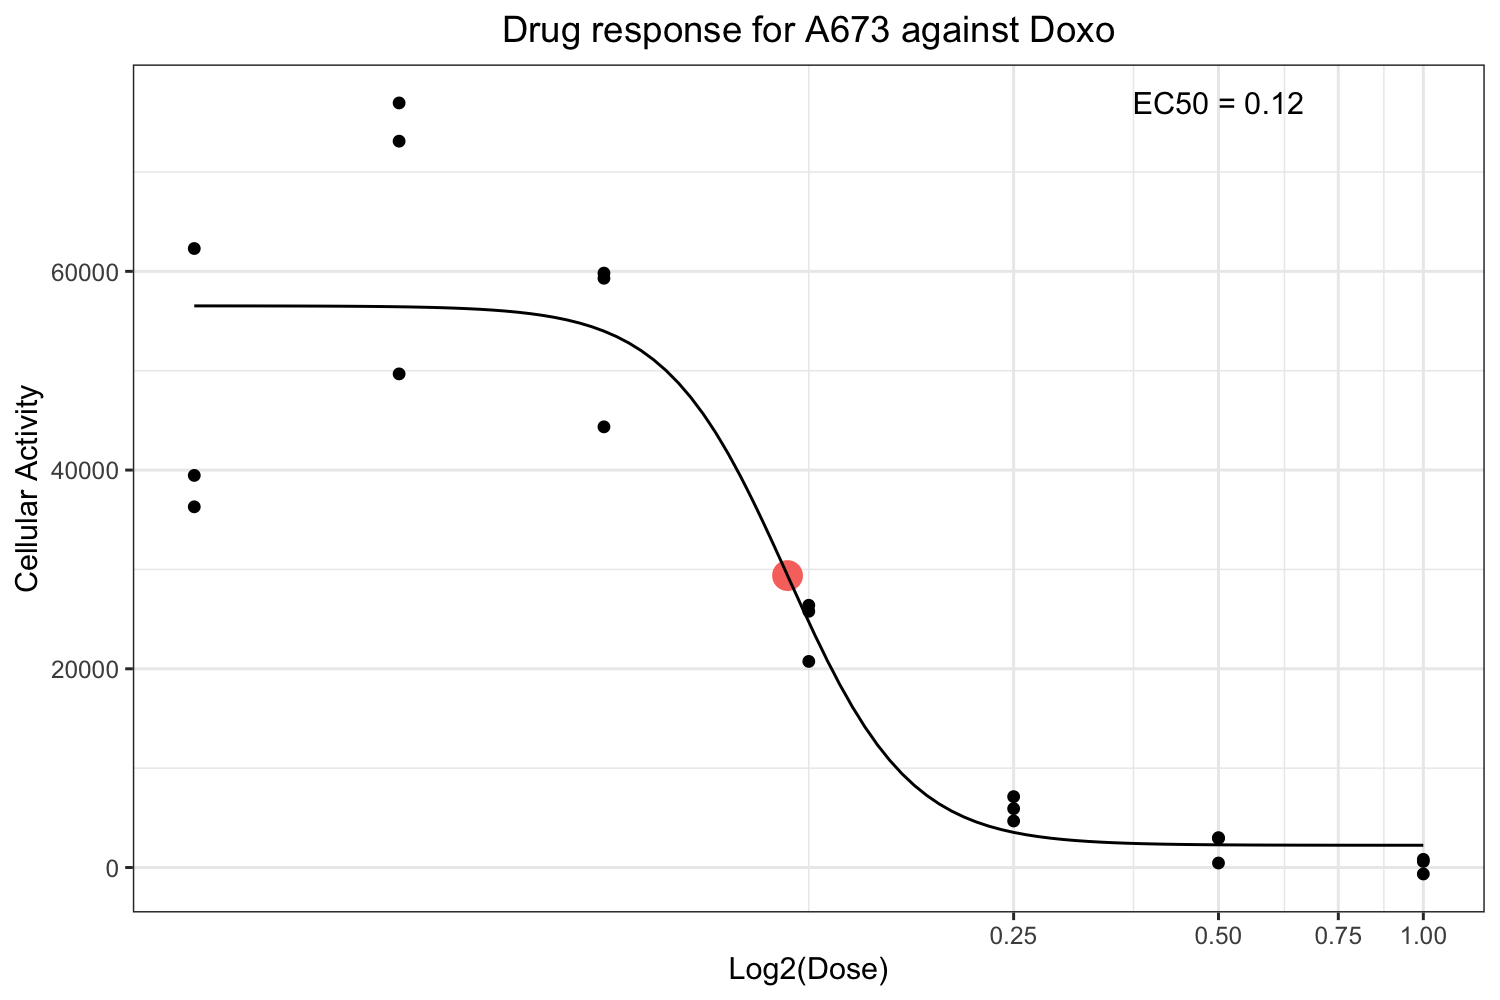 Drug response for A673 against Doxo
EC50 = 0.12
60000
40000
20000
0
Cellular Activity
0.25 0.50 0.75 1.00
Log2(Dose)